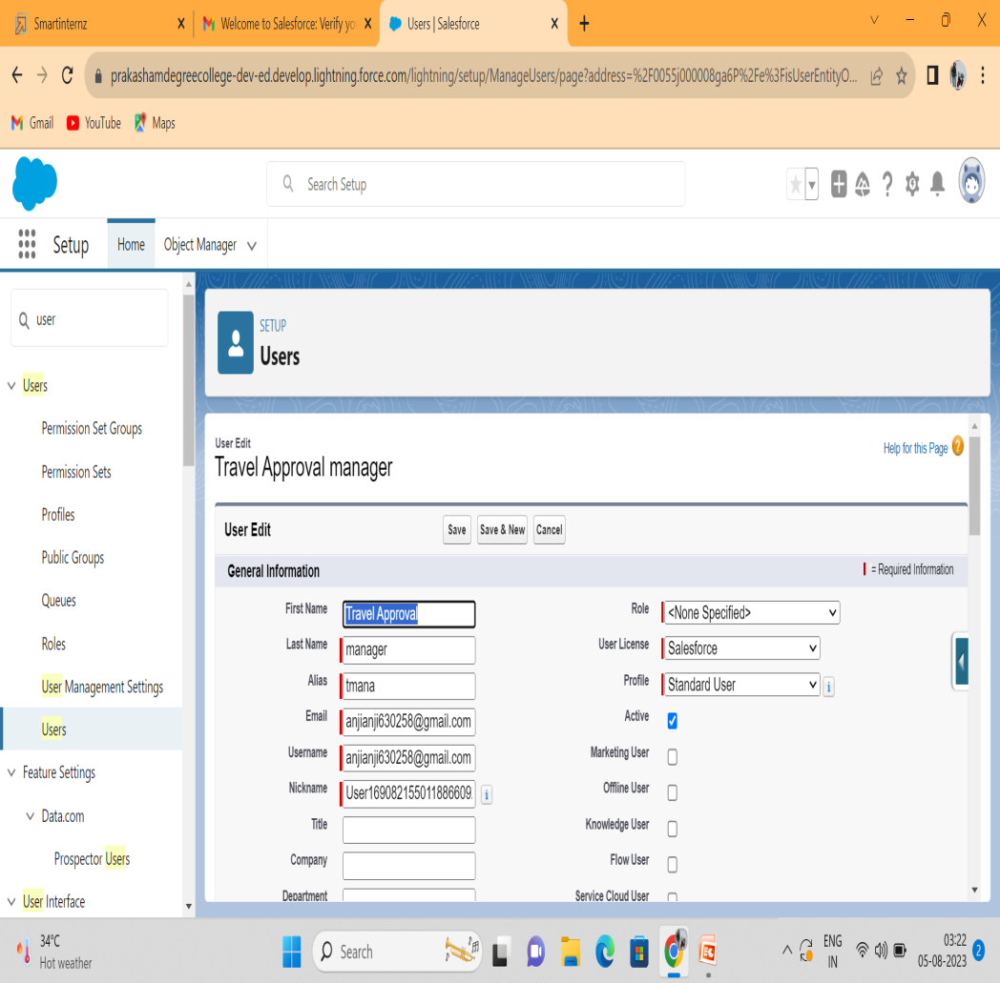 Smartinternz
Welcome to Salesforce: Verify yo
Users | Salesforce
prakashamdegreecollege-dev-ed.develop.lightning.force.com/lightning/setup/ManageUsers/page?address=%2F0055j000008ga6P%2Fe%3FisUserEntityO...
Gmail YouTube Maps
Search Setup
Setup Home Object Manager
user
SETUP
Users
Users
Permission Set Groups
Permission Sets
Profiles
Public Groups
Queues
Roles
User Management Settings
Users
Feature Settings
Data.com
Prospector Users
User Interface
User Edit
Help for this Page
Travel Approval manager
User Edit Save Save & New Cancel
General Information = Required Information
First Name Travel Approval Role <None Specified>
Last Name manager User License Salesforce
Alias tmana Profile Standard User
Email anjianji630258@gmail.com Active
Username anjianji630258@gmail.com Marketing User
Nickname User169082155011886609 Offline User
Title Knowledge User
Company Flow User
Department Service Cloud User
34°C
Hot weather
Search
ENG
IN
03:22
05-08-2023
2